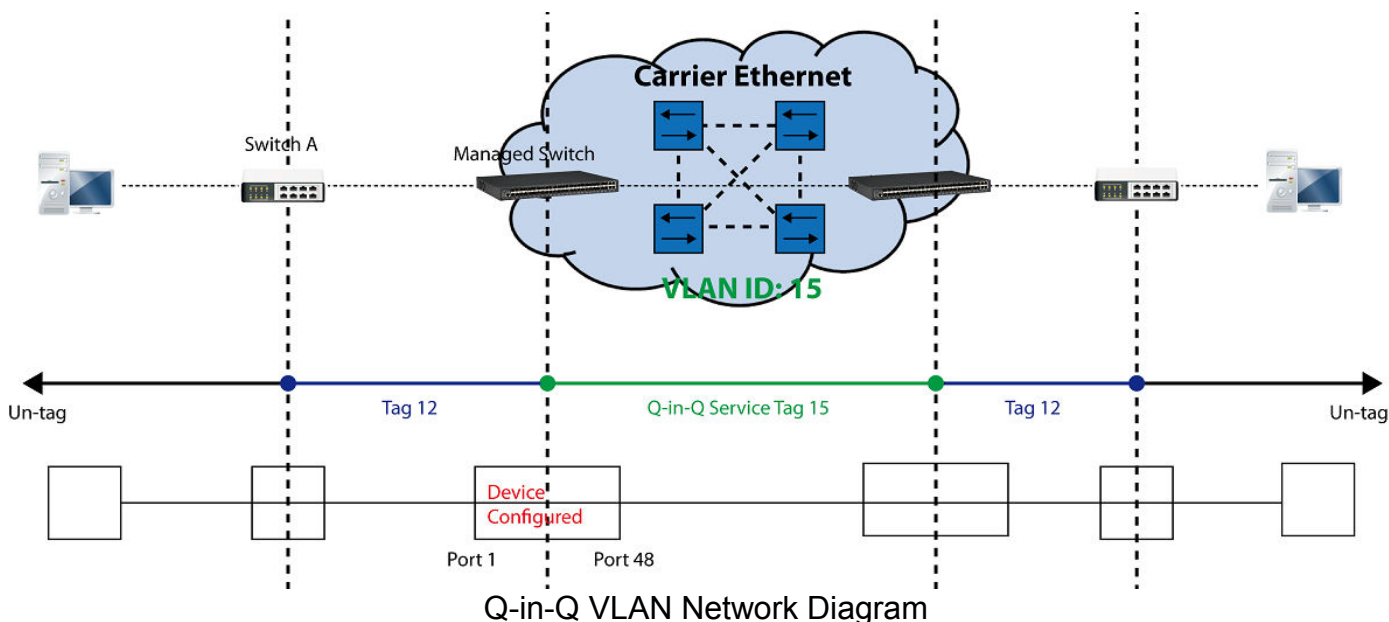 Carrier Ethernet
Switch A
Managed Switch
VLAN ID: 15
Un-tag
Tag 12
Q-in-Q Service Tag 15
Tag 12
Un-tag
Device
Configured
Port 1
Port 48
Q-in-Q VLAN Network Diagram